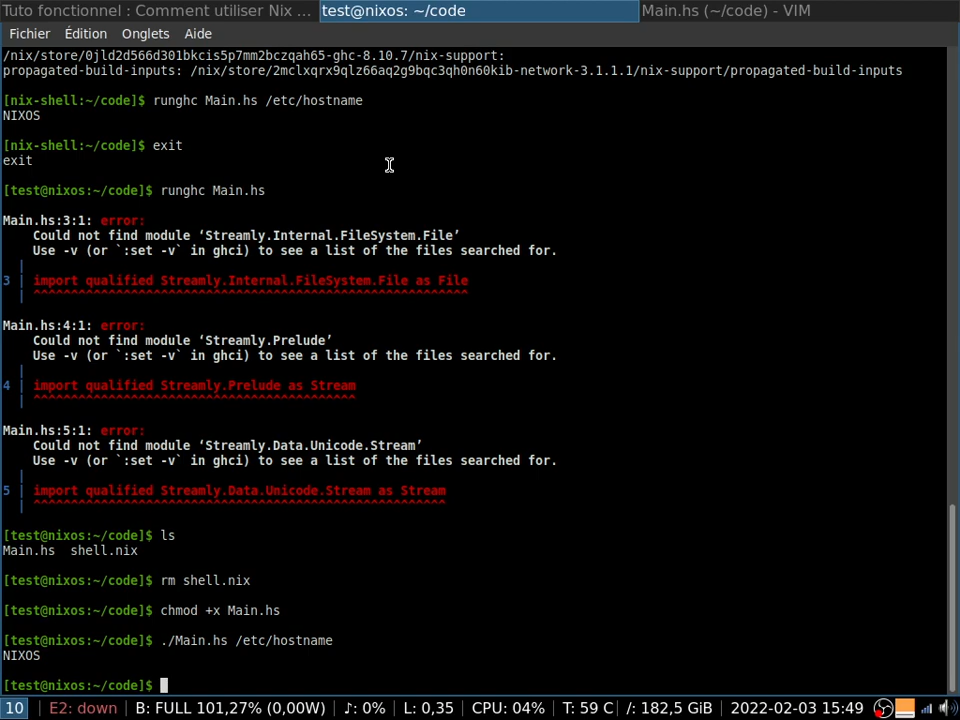 Tuto fonctionnel : Comment utiliser Nix ...
test@nixos: ~/code
Main.hs (~/code) - VIM
Fichier Édition Onglets Aide
/nix/store/0jld2d566d301bkcis5p7mm2bczqah65-ghc-8.10.7/nix-support:
propagated-build-inputs: /nix/store/2mclxqrx9qlz66aq2g9bqc3qh0n60kib-network-3.1.1.1/nix-support/propagated-build-inputs
[nix-shell:~/code]$ runghc Main.hs /etc/hostname
NIXOS
[nix-shell:~/code]$ exit
exit
[test@nixos:~/code]$ runghc Main.hs
Main.hs:3:1: error:
Could not find module ‘Streamly.Internal.FileSystem.File’
Use -v (or `:set -v` in ghci) to see a list of the files searched for.
|
3 | import qualified Streamly.Internal.FileSystem.File as File
| ^^^^^^^^^^^^^^^^^^^^^^^^^^^^^^^^^^^^^^^^^^^^^^^^^^^^^^^^^^
Main.hs:4:1: error:
Could not find module ‘Streamly.Prelude’
Use -v (or `:set -v` in ghci) to see a list of the files searched for.
|
4 | import qualified Streamly.Prelude as Stream
| ^^^^^^^^^^^^^^^^^^^^^^^^^^^^^^^^^^^^^^^^^^^
Main.hs:5:1: error:
Could not find module ‘Streamly.Data.Unicode.Stream’
Use -v (or `:set -v` in ghci) to see a list of the files searched for.
|
5 | import qualified Streamly.Data.Unicode.Stream as Stream
| ^^^^^^^^^^^^^^^^^^^^^^^^^^^^^^^^^^^^^^^^^^^^^^^^^^^^^^^
[test@nixos:~/code]$ ls
Main.hs shell.nix
[test@nixos:~/code]$ rm shell.nix
[test@nixos:~/code]$ chmod +x Main.hs
[test@nixos:~/code]$ ./Main.hs /etc/hostname
NIXOS
[test@nixos:~/code]$
10 | E2: down | B: FULL 101,27% (0,00W) | ♪: 0% | L: 0,35 | CPU: 04% | T: 59 C | /: 182,5 GiB | 2022-02-03 15:49